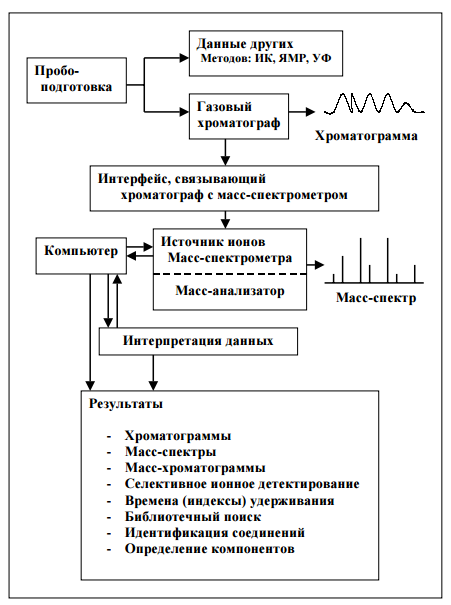 Данные других
Методов: ИК, ЯМР, УФ
Пробо-
подготовка
Газовый
хроматограф
Хроматограмма
Интерфейс, связывающий
хроматограф с масс-спектрометром
Компьютер
Источник ионов
Масс-спектрометра
Масс-анализатор
Масс-спектр
Интерпретация данных
Результаты
- Хроматограммы
- Масс-спектры
- Масс-хроматограммы
- Селективное ионное детектирование
- Времена (индексы) удерживания
- Библиотечный поиск
- Идентификация соединений
- Определение компонентов